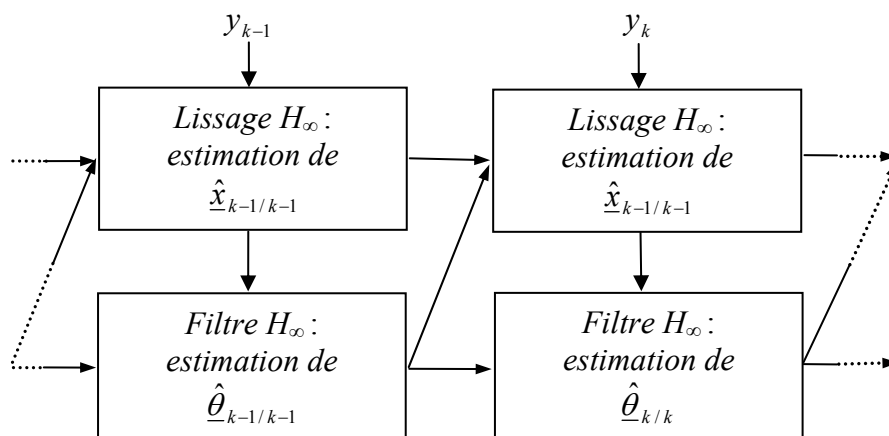 y_{k−1}
y_k
Lissage H∞ :
estimation de
x̂_{k−1/k−1}
Lissage H∞ :
estimation de
x̂_{k−1/k−1}
Filtre H∞ :
estimation de
θ̂_{k−1/k−1}
Filtre H∞ :
estimation de
θ̂_{k/k}